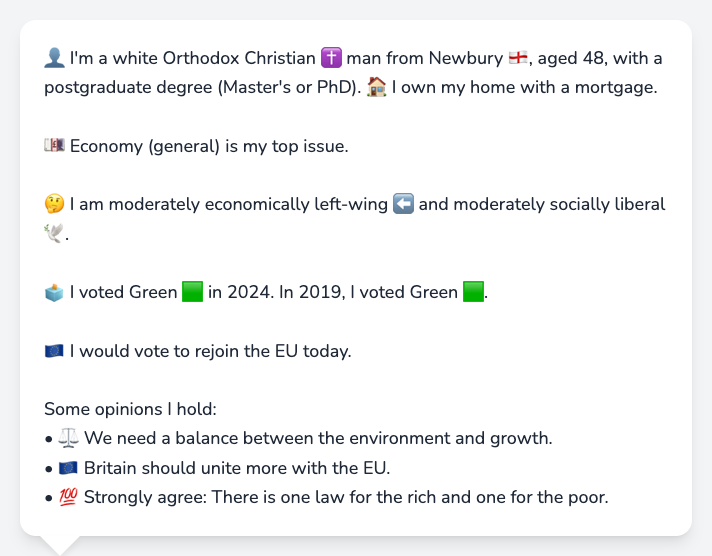 👤 I'm a white Orthodox Christian ✝️ man from Newbury 🏴󠁧󠁢󠁥󠁮󠁧󠁿, aged 48, with a
postgraduate degree (Master's or PhD). 🏠 I own my home with a mortgage.
💷 Economy (general) is my top issue.
🤔 I am moderately economically left-wing ⬅️ and moderately socially liberal
🕊️.
🗳️ I voted Green 🟩 in 2024. In 2019, I voted Green 🟩.
🇪🇺 I would vote to rejoin the EU today.
Some opinions I hold:
• ⚖️ We need a balance between the environment and growth.
• 🇪🇺 Britain should unite more with the EU.
• 💯 Strongly agree: There is one law for the rich and one for the poor.